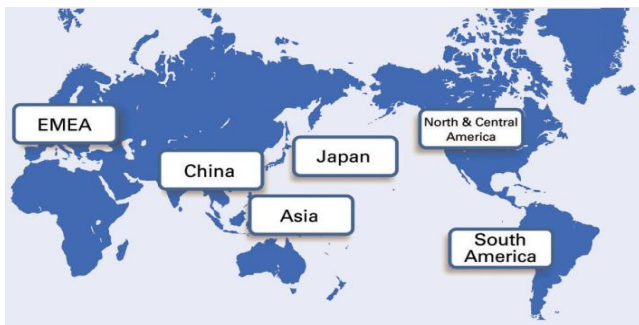 EMEA
North & Central
America
Japan
China
Asia
South
America